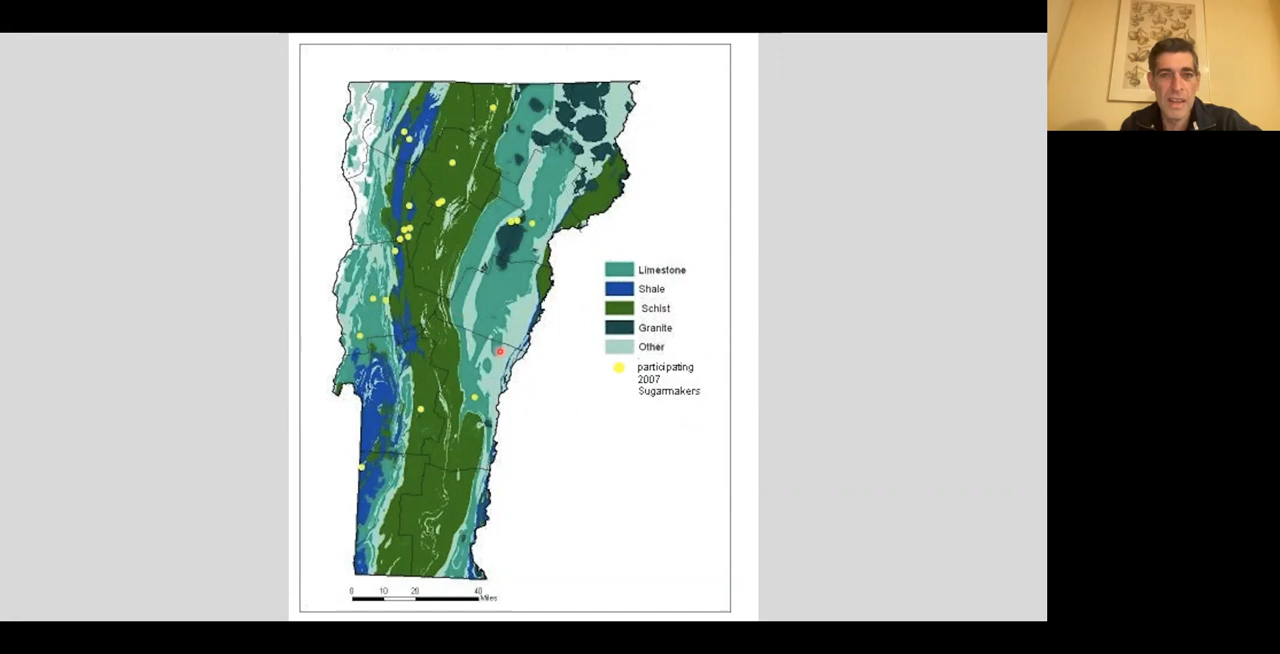 Limestone
Shale
Schist
Granite
Other
participating
2007
Sugarmakers
0 10 20 40
Miles